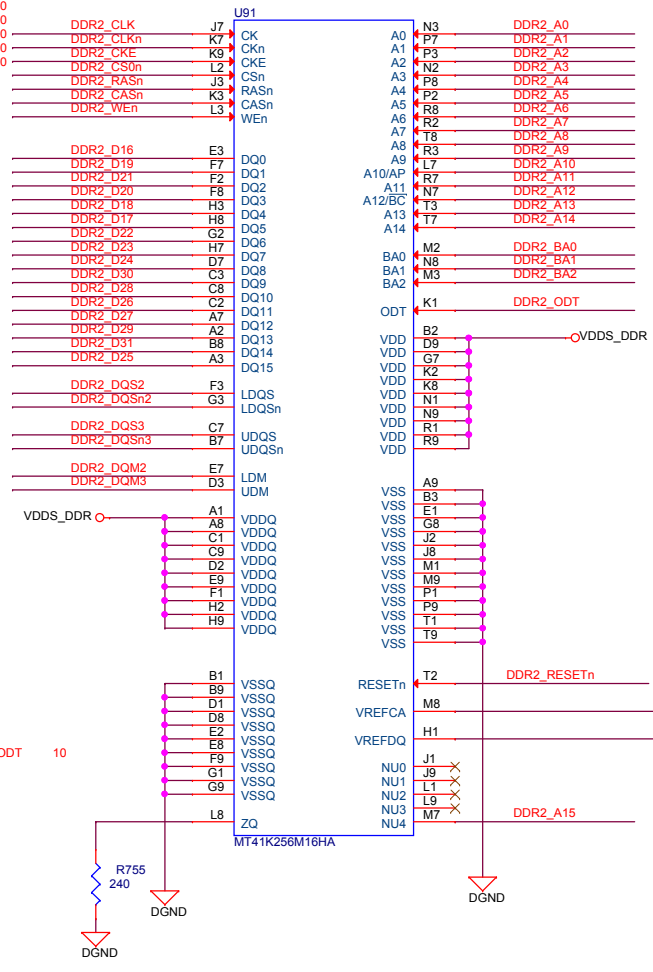 0
0
0
0
0
U91
DDR2_CLK J7 CK A0 N3 DDR2_A0
DDR2_CLKn K7 CKn A1 P7 DDR2_A1
DDR2_CKE K9 CKE A2 P3 DDR2_A2
DDR2_CS0n L2 CSn A3 N2 DDR2_A3
DDR2_RASn J3 RASn A4 P8 DDR2_A4
DDR2_CASn K3 CASn A5 P2 DDR2_A5
DDR2_WEn L3 WEn A6 R8 DDR2_A6
A7 R2 DDR2_A7
A8 T8 DDR2_A8
DDR2_D16 E3 DQ0 A9 R3 DDR2_A9
DDR2_D19 F7 DQ1 A10/AP L7 DDR2_A10
DDR2_D21 F2 DQ2 A11 R7 DDR2_A11
DDR2_D20 F8 DQ3 A12/BC N7 DDR2_A12
DDR2_D18 H3 DQ4 A13 T3 DDR2_A13
DDR2_D17 H8 DQ5 A14 T7 DDR2_A14
DDR2_D22 G2 DQ6
DDR2_D23 H7 DQ7 BA0 M2 DDR2_BA0
DDR2_D24 D7 DQ8 BA1 N8 DDR2_BA1
DDR2_D30 C3 DQ9 BA2 M3 DDR2_BA2
DDR2_D28 C8 DQ10
DDR2_D26 C2 DQ11 ODT K1 DDR2_ODT
DDR2_D27 A7 DQ12
DDR2_D29 A2 DQ13 VDD B2 VDDS_DDR
DDR2_D31 B8 DQ14 VDD D9
DDR2_D25 A3 DQ15 VDD G7
VDD K2
DDR2_DQS2 F3 LDQS VDD K8
DDR2_DQSn2 G3 LDQSn VDD N1
VDD N9
DDR2_DQS3 C7 UDQS VDD R1
DDR2_DQSn3 B7 UDQSn VDD R9
DDR2_DQM2 E7 LDM
DDR2_DQM3 D3 UDM VSS A9
VSS B3
VDDS_DDR A1 VDDQ VSS E1
A8 VDDQ VSS G8
C1 VDDQ VSS J2
C9 VDDQ VSS J8
D2 VDDQ VSS M1
E9 VDDQ VSS M9
F1 VDDQ VSS P1
H2 VDDQ VSS P9
H9 VDDQ VSS T1
VSS T9
B1 VSSQ RESETn T2 DDR2_RESETn
B9 VSSQ
D1 VSSQ VREFCA M8
D8 VSSQ
E2 VSSQ VREFDQ H1
ODT 10 E8 VSSQ
F9 VSSQ NU0 J1
G1 VSSQ NU1 J9
G9 VSSQ NU2 L1
NU3 L9
L8 ZQ NU4 M7 DDR2_A15
MT41K256M16HA
R755
240
DGND DGND
DGND